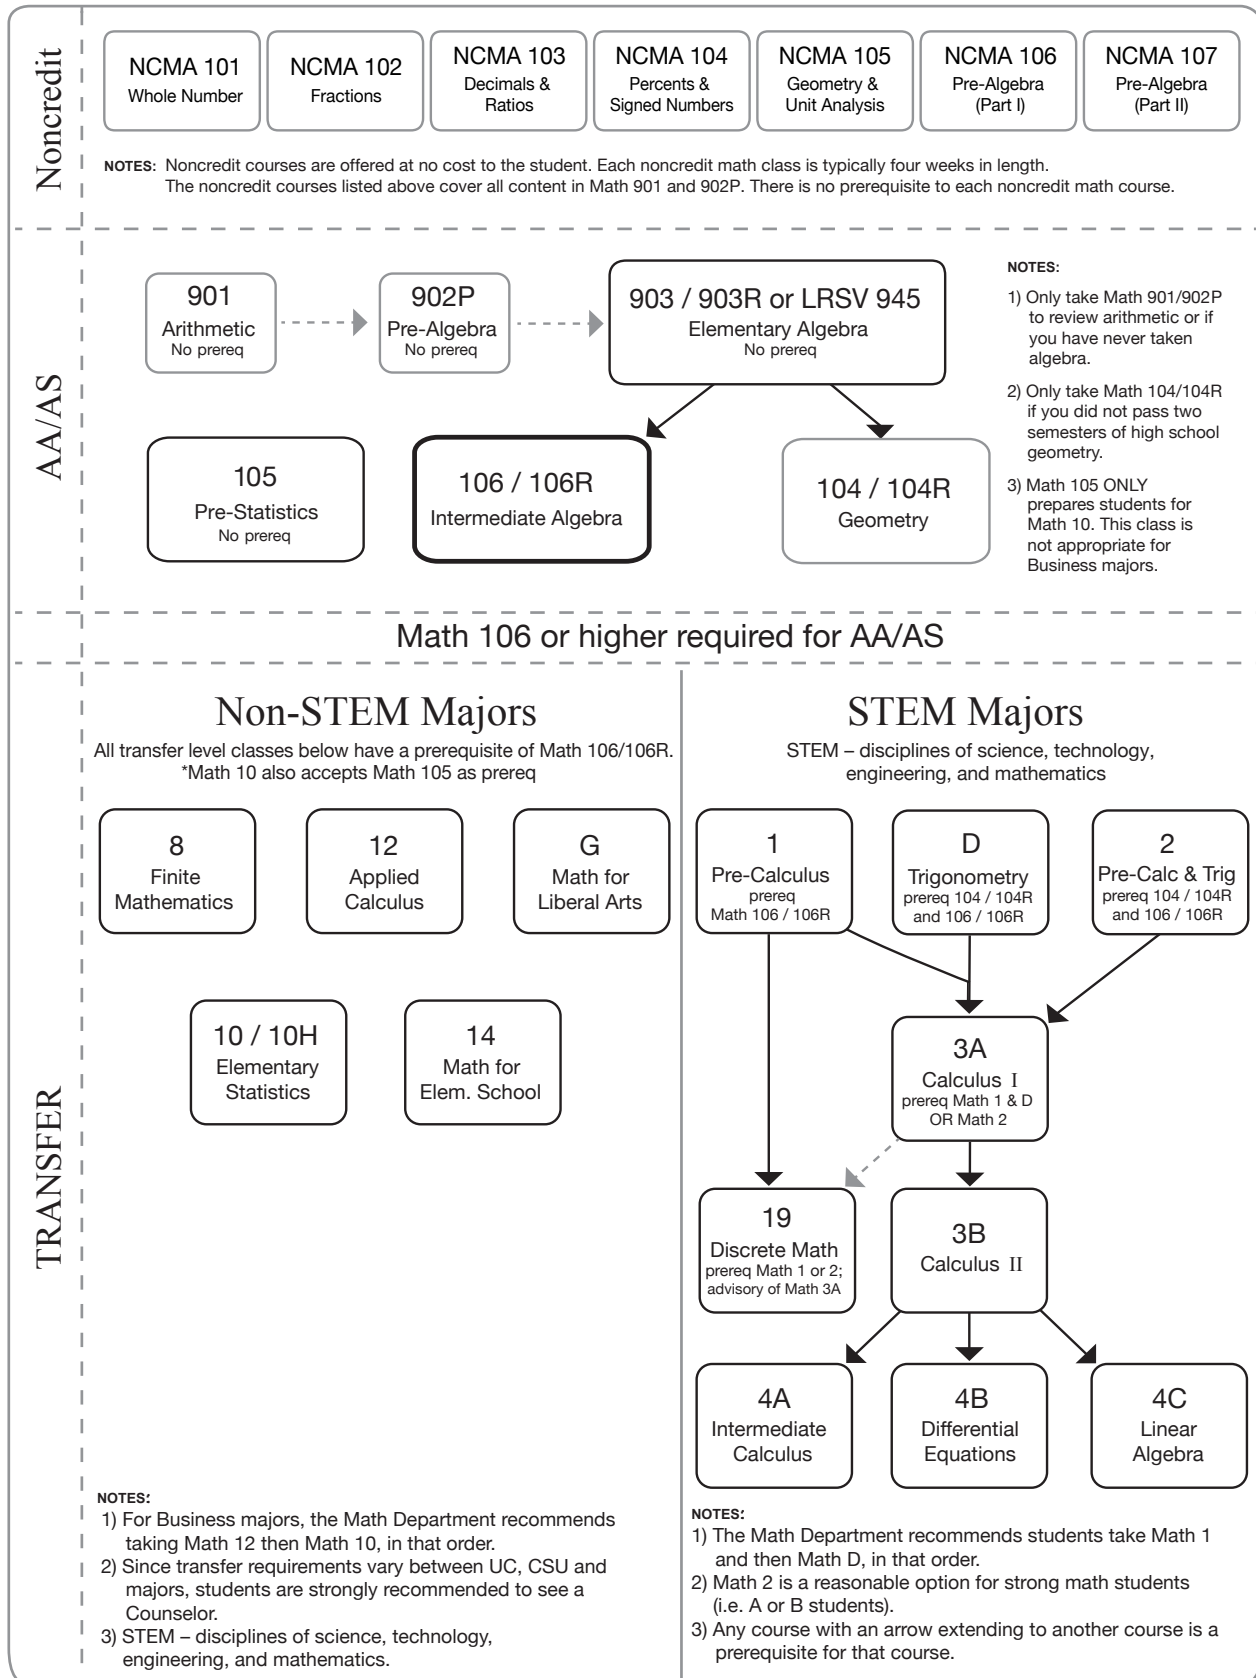 Noncredit
NCMA 101
Whole Number
NCMA 102
Fractions
NCMA 103
Decimals &
Ratios
NCMA 104
Percents &
Signed Numbers
NCMA 105
Geometry &
Unit Analysis
NCMA 106
Pre-Algebra
(Part I)
NCMA 107
Pre-Algebra
(Part II)
NOTES: Noncredit courses are offered at no cost to the student. Each noncredit math class is typically four weeks in length.
The noncredit courses listed above cover all content in Math 901 and 902P. There is no prerequisite to each noncredit math course.
AA/AS
901
Arithmetic
No prereq
902P
Pre-Algebra
No prereq
903 / 903R or LRSV 945
Elementary Algebra
No prereq
105
Pre-Statistics
No prereq
106 / 106R
Intermediate Algebra
104 / 104R
Geometry
NOTES:
1) Only take Math 901/902P
to review arithmetic or if
you have never taken
algebra.
2) Only take Math 104/104R
if you did not pass two
semesters of high school
geometry.
3) Math 105 ONLY
prepares students for
Math 10. This class is
not appropriate for
Business majors.
Math 106 or higher required for AA/AS
TRANSFER
Non-STEM Majors
All transfer level classes below have a prerequisite of Math 106/106R.
*Math 10 also accepts Math 105 as prereq
8
Finite
Mathematics
12
Applied
Calculus
G
Math for
Liberal Arts
10 / 10H
Elementary
Statistics
14
Math for
Elem. School
NOTES:
1) For Business majors, the Math Department recommends
taking Math 12 then Math 10, in that order.
2) Since transfer requirements vary between UC, CSU and
majors, students are strongly recommended to see a
Counselor.
3) STEM – disciplines of science, technology,
engineering, and mathematics.
STEM Majors
STEM – disciplines of science, technology,
engineering, and mathematics
1
Pre-Calculus
prereq
Math 106 / 106R
D
Trigonometry
prereq 104 / 104R
and 106 / 106R
2
Pre-Calc & Trig
prereq 104 / 104R
and 106 / 106R
3A
Calculus I
prereq Math 1 & D
OR Math 2
19
Discrete Math
prereq Math 1 or 2;
advisory of Math 3A
3B
Calculus II
4A
Intermediate
Calculus
4B
Differential
Equations
4C
Linear
Algebra
NOTES:
1) The Math Department recommends students take Math 1
and then Math D, in that order.
2) Math 2 is a reasonable option for strong math students
(i.e. A or B students).
3) Any course with an arrow extending to another course is a
prerequisite for that course.